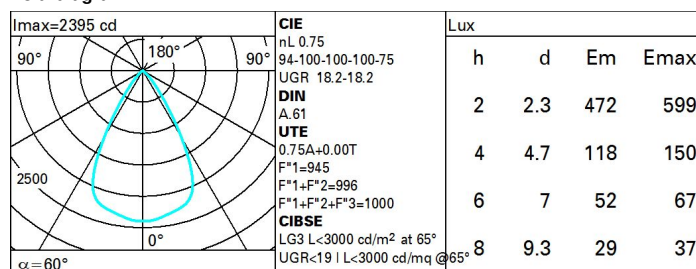 Imax=2395 cd
90° 180° 90°
2500
0°
α=60°
CIE
nL 0.75
94-100-100-100-75
UGR 18.2-18.2
DIN
A.61
UTE
0.75A+0.00T
F"1=945
F"1+F"2=996
F"1+F"2+F"3=1000
CIBSE
LG3 L<3000 cd/m² at 65°
UGR<19 | L<3000 cd/mq @65°
Lux
h d Em Emax
2 2.3 472 599
4 4.7 118 150
6 7 52 67
8 9.3 29 37